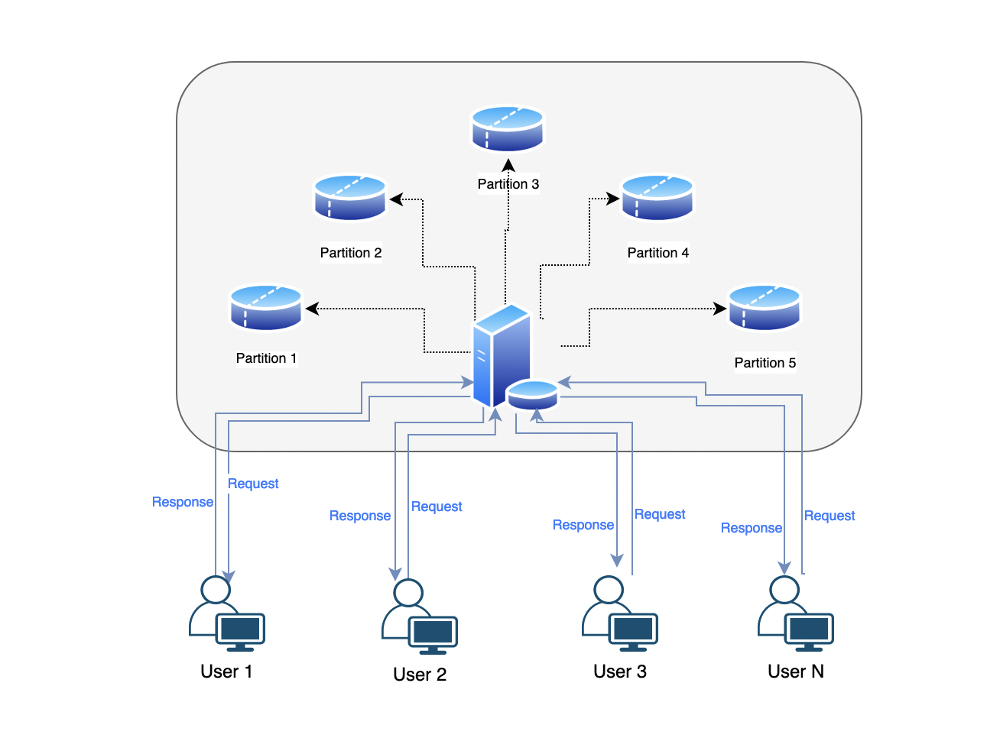 Partition 3
Partition 2
Partition 4
Partition 1
Partition 5
Request
Response
Request
Response
Request
Response
Request
Response
User 1
User 2
User 3
User N